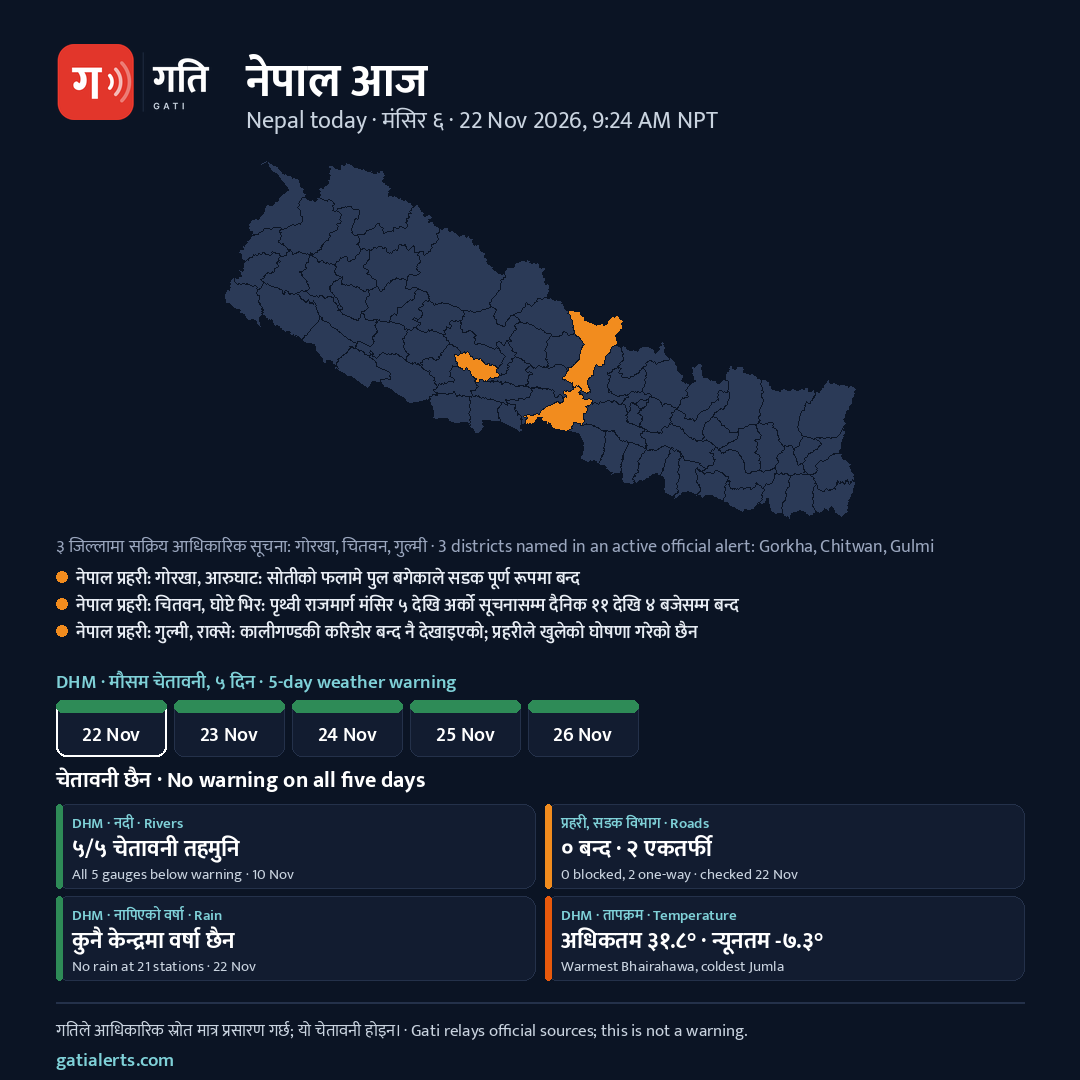 ग गति
GATI
नेपाल आज
Nepal today · मंसिर ६ · 22 Nov 2026, 9:24 AM NPT
३ जिल्लामा सक्रिय आधिकारिक सूचना: गोरखा, चितवन, गुल्मी · 3 districts named in an active official alert: Gorkha, Chitwan, Gulmi
नेपाल प्रहरी: गोरखा, आरुघाट: सोतीको फलामे पुल बगेकाले सडक पूर्ण रूपमा बन्द
नेपाल प्रहरी: चितवन, घोप्टे भिर: पृथ्वी राजमार्ग मंसिर ५ देखि अर्को सूचनासम्म दैनिक ११ देखि ४ बजेसम्म बन्द
नेपाल प्रहरी: गुल्मी, राक्से: कालीगण्डकी करिडोर बन्द नै देखाइएको; प्रहरीले खुलेको घोषणा गरेको छैन
DHM · मौसम चेतावनी, ५ दिन · 5-day weather warning
22 Nov 23 Nov 24 Nov 25 Nov 26 Nov
चेतावनी छैन · No warning on all five days
DHM · नदी · Rivers
५/५ चेतावनी तहमुनि
All 5 gauges below warning · 10 Nov
प्रहरी, सडक विभाग · Roads
० बन्द · २ एकतर्फी
0 blocked, 2 one-way · checked 22 Nov
DHM · नापिएको वर्षा · Rain
कुनै केन्द्रमा वर्षा छैन
No rain at 21 stations · 22 Nov
DHM · तापक्रम · Temperature
अधिकतम ३१.८° · न्यूनतम -७.३°
Warmest Bhairahawa, coldest Jumla
गतिले आधिकारिक स्रोत मात्र प्रसारण गर्छ; यो चेतावनी होइन। · Gati relays official sources; this is not a warning.
gatialerts.com